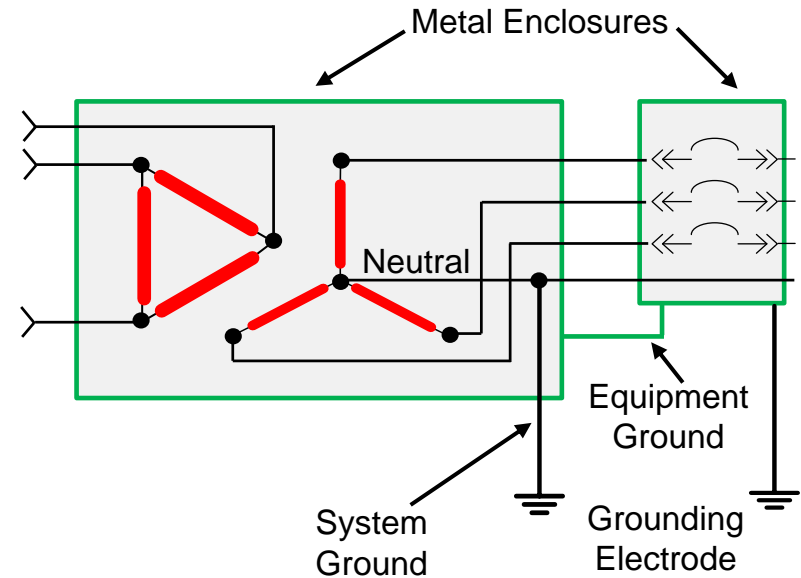 Metal Enclosures
Neutral
Equipment
Ground
System
Ground
Grounding
Electrode